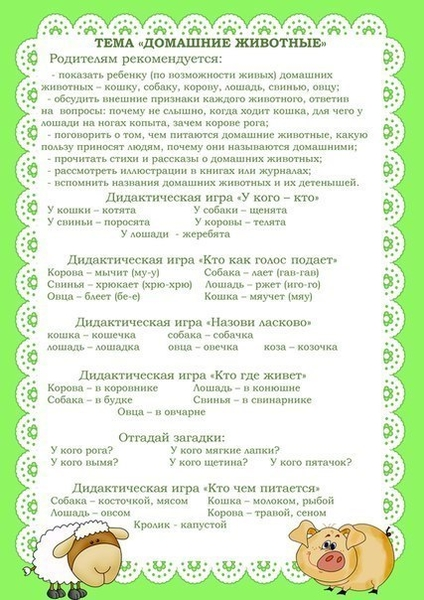 ТЕМА «ДОМАШНИЕ ЖИВОТНЫЕ»
Родителям рекомендуется:
- показать ребенку (по возможности живых) домашних
животных – кошку, собаку, корову, лошадь, свинью, овцу;
- обсудить внешние признаки каждого животного, ответив
на вопросы: почему не слышно, когда ходит кошка, для чего у
лошади на ногах копыта, зачем корове рога;
- поговорить о том, чем питаются домашние животные, какую
пользу приносят людям, почему они называются домашними;
- прочитать стихи и рассказы о домашних животных;
- рассмотреть иллюстрации в книгах или журналах;
- вспомнить названия домашних животных и их детенышей.
Дидактическая игра «У кого – кто»
У кошки – котята У собаки – щенята
У свиньи – поросята У коровы – телята
У лошади - жеребята
Дидактическая игра «Кто как голос подает»
Корова – мычит (му-у) Собака – лает (гав-гав)
Свинья – хрюкает (хрю-хрю) Лошадь – ржет (иго-го)
Овца – блеет (бе-е) Кошка – мяучет (мяу)
Дидактическая игра «Назови ласково»
кошка – кошечка собака – собачка
лошадь – лошадка овца – овечка коза – козочка
Дидактическая игра «Кто где живет»
Корова – в коровнике Лошадь – в конюшне
Собака – в будке Свинья – в свинарнике
Овца – в овчарне
Отгадай загадки:
У кого рога? У кого мягкие лапки?
У кого вымя? У кого щетина? У кого пятачок?
Дидактическая игра «Кто чем питается»
Собака – косточкой, мясом Кошка – молоком, рыбой
Лошадь – овсом Корова – травой, сеном
Кролик - капустой